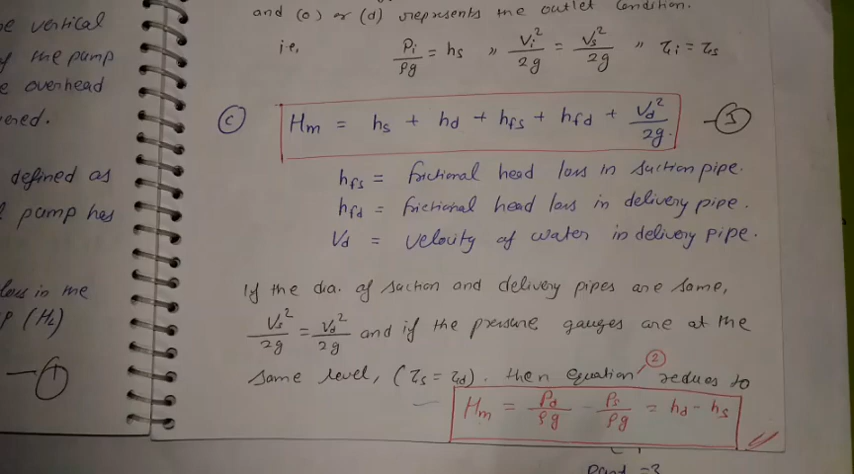 e vertical
y the pump
e overhead
ered.
defined as
pump has
loss in the
P (HL)
— ①
and (o) or (d) represents the outlet condition.
i.e, Pi/ρg = hs " Vi²/2g = Vs²/2g " Zi = Zs
Ⓒ Hm = hs + hd + hfs + hfd + Vd²/2g. — ⑤
hfs = frictional head loss in suction pipe.
hfd = frictional head loss in delivery pipe.
Vd = velocity of water in delivery pipe.
If the dia. of suction and delivery pipes are same,
Vs²/2g = Vd²/2g and if the pressure gauges are at the
same level, (Zs = Zd). then equation ② reduces to
Hm = Pd/ρg - Ps/ρg = hd - hs